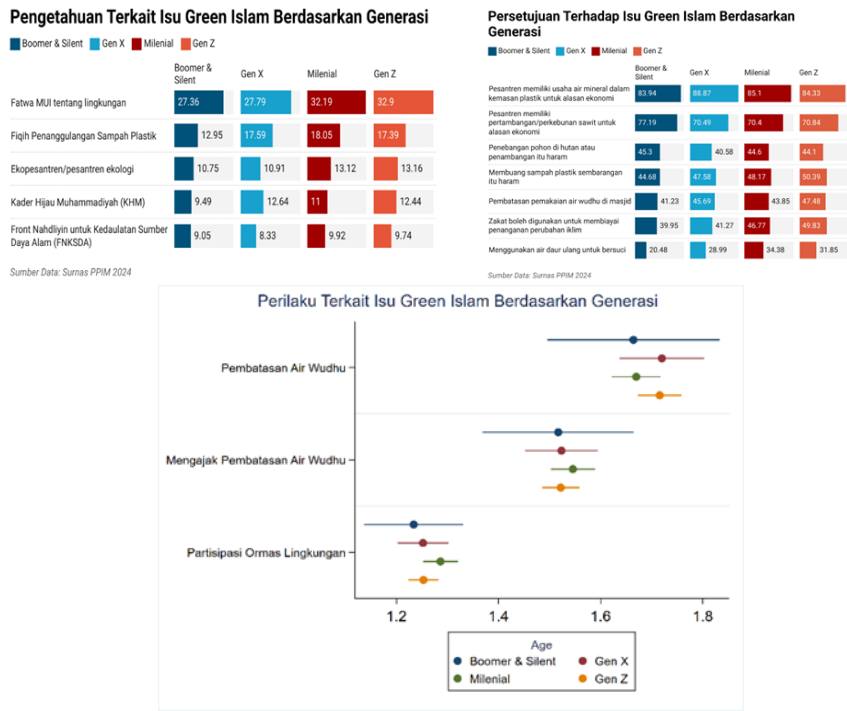 Pengetahuan Terkait Isu Green Islam Berdasarkan Generasi
Boomer & Silent Gen X Milenial Gen Z
Boomer &
Silent
Gen X
Milenial
Gen Z
Fatwa MUI tentang lingkungan 27.36 27.79 32.19 32.9
Fiqih Penanggulangan Sampah Plastik 12.95 17.59 18.05 17.39
Ekopesantren/pesantren ekologi 10.75 10.91 13.12 13.16
Kader Hijau Muhammadiyah (KHM) 9.49 12.64 11 12.44
Front Nahdliyin untuk Kedaulatan Sumber
Daya Alam (FNKSDA) 9.05 8.33 9.92 9.74
Sumber Data: Surnas PPIM 2024
Persetujuan Terhadap Isu Green Islam Berdasarkan
Generasi
Boomer & Silent Gen X Milenial Gen Z
Boomer &
Silent
Gen X
Milenial
Gen Z
Pesantren memiliki usaha air mineral dalam
kemasan plastik untuk alasan ekonomi 83.94 88.87 85.1 84.33
Pesantren memiliki
pertambangan/perkebunan sawit untuk
alasan ekonomi 77.19 70.49 70.4 70.84
Penebangan pohon di hutan atau
penambangan itu haram 45.3 40.58 44.6 44.1
Membuang sampah plastik sembarangan
itu haram 44.68 47.58 48.17 50.39
Pembatasan pemakaian air wudhu di masjid 41.23 45.69 43.85 47.48
Zakat boleh digunakan untuk membiayai
penanganan perubahan iklim 39.95 41.27 46.77 49.83
Menggunakan air daur ulang untuk bersuci 20.48 28.99 34.38 31.85
Sumber Data: Surnas PPIM 2024
Perilaku Terkait Isu Green Islam Berdasarkan Generasi
Pembatasan Air Wudhu
Mengajak Pembatasan Air Wudhu
Partisipasi Ormas Lingkungan
1.2 1.4 1.6 1.8
Age
Boomer & Silent Gen X
Milenial Gen Z